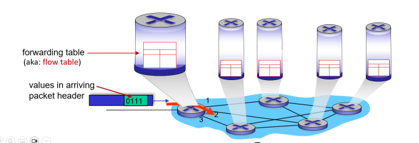 forwarding table
(aka: flow table)
values in arriving
packet header
0111
1
2
3